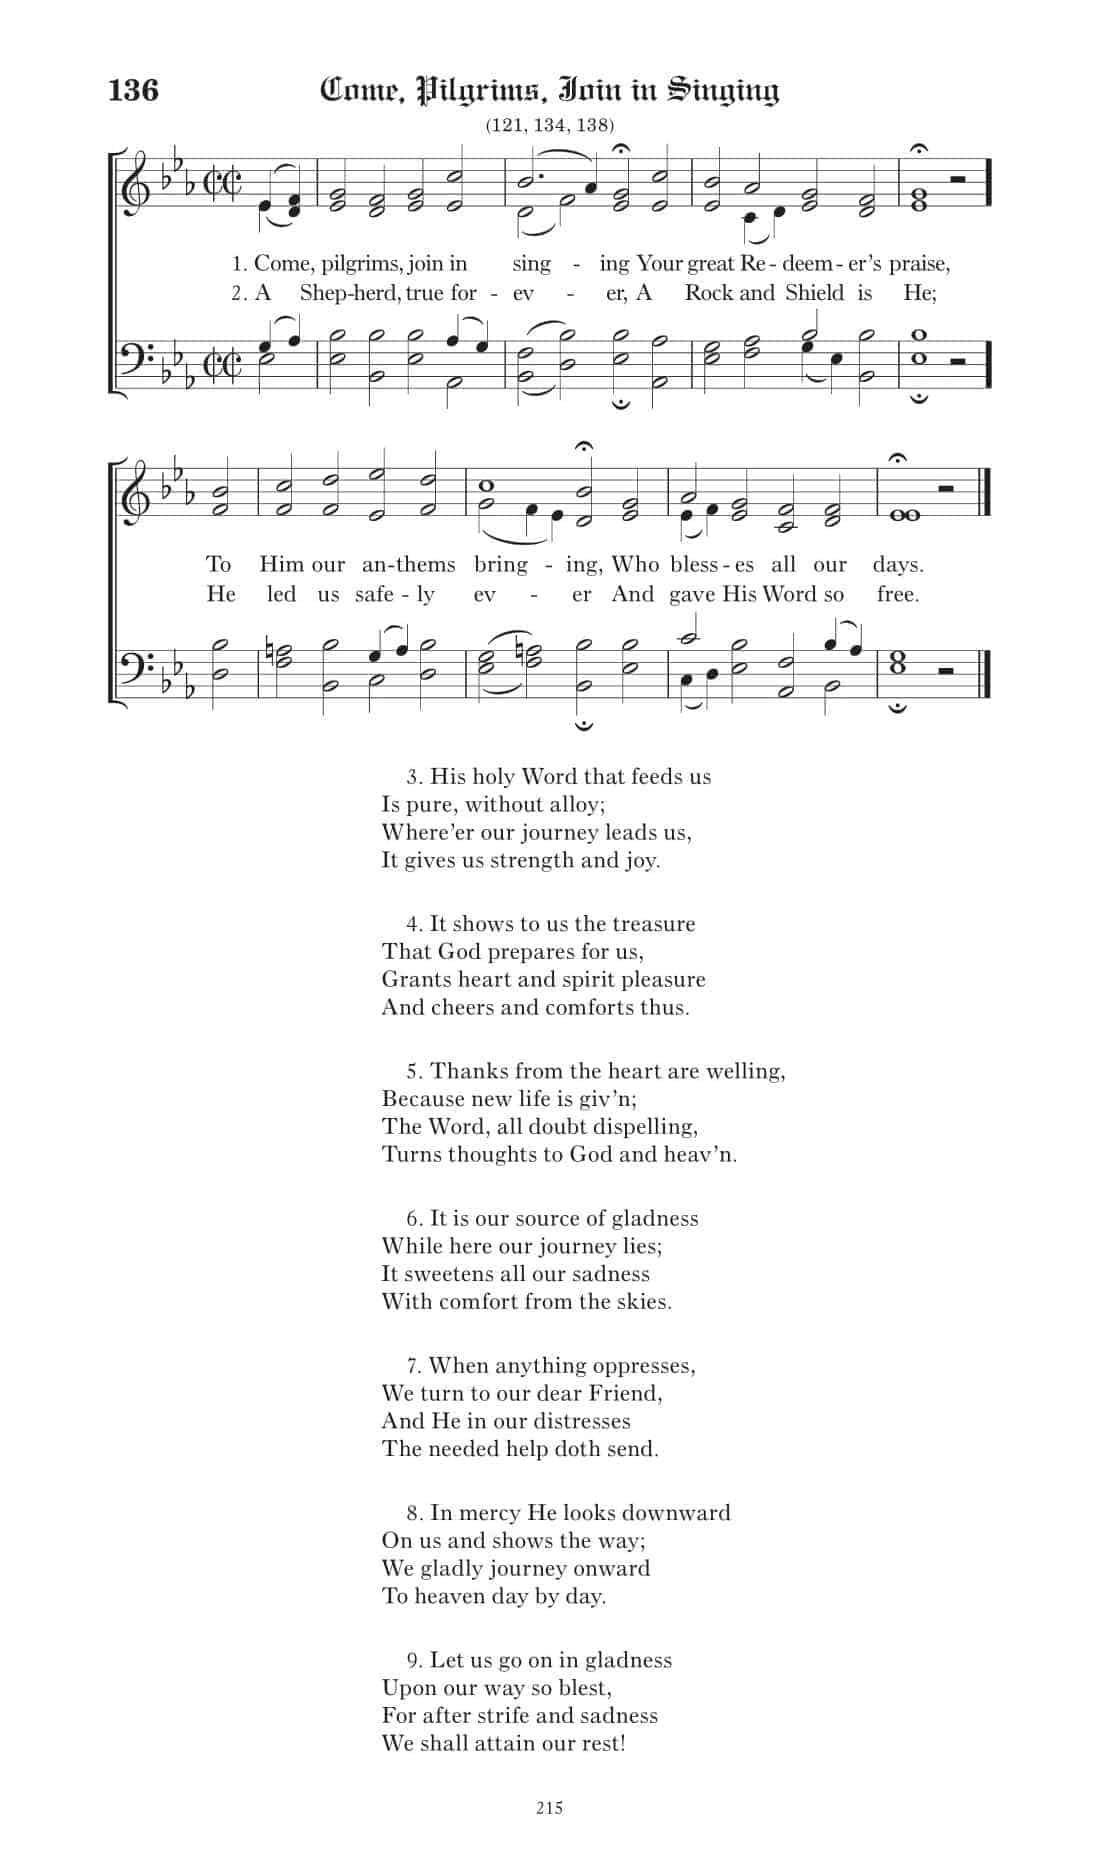 136 Come, Pilgrims, Join in Singing
(121, 134, 138)
1. Come, pilgrims, join in sing - ing Your great Re - deem - er's praise,
2. A Shep-herd, true for - ev - er, A Rock and Shield is He;
To Him our an-thems bring - ing, Who bless - es all our days.
He led us safe - ly ev - er And gave His Word so free.
3. His holy Word that feeds us
Is pure, without alloy;
Where'er our journey leads us,
It gives us strength and joy.
4. It shows to us the treasure
That God prepares for us,
Grants heart and spirit pleasure
And cheers and comforts thus.
5. Thanks from the heart are welling,
Because new life is giv'n;
The Word, all doubt dispelling,
Turns thoughts to God and heav'n.
6. It is our source of gladness
While here our journey lies;
It sweetens all our sadness
With comfort from the skies.
7. When anything oppresses,
We turn to our dear Friend,
And He in our distresses
The needed help doth send.
8. In mercy He looks downward
On us and shows the way;
We gladly journey onward
To heaven day by day.
9. Let us go on in gladness
Upon our way so blest,
For after strife and sadness
We shall attain our rest!
215